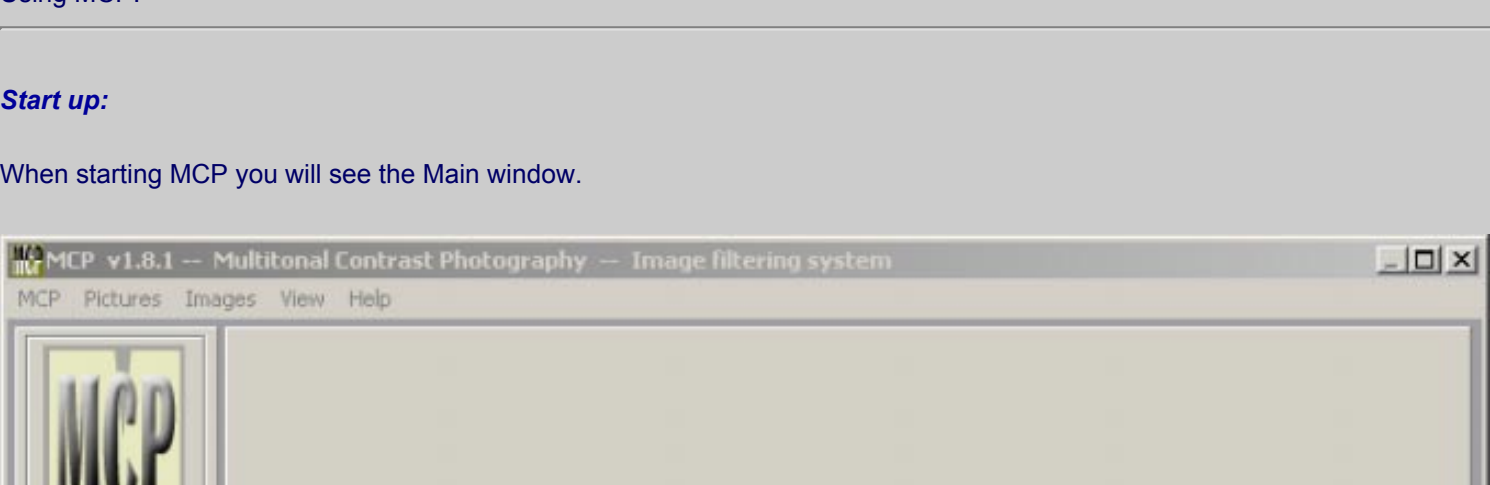 Start up:
When starting MCP you will see the Main window.
MCP v1.8.1 -- Multitonal Contrast Photography -- Image filtering system
MCP Pictures Images View Help
MCP